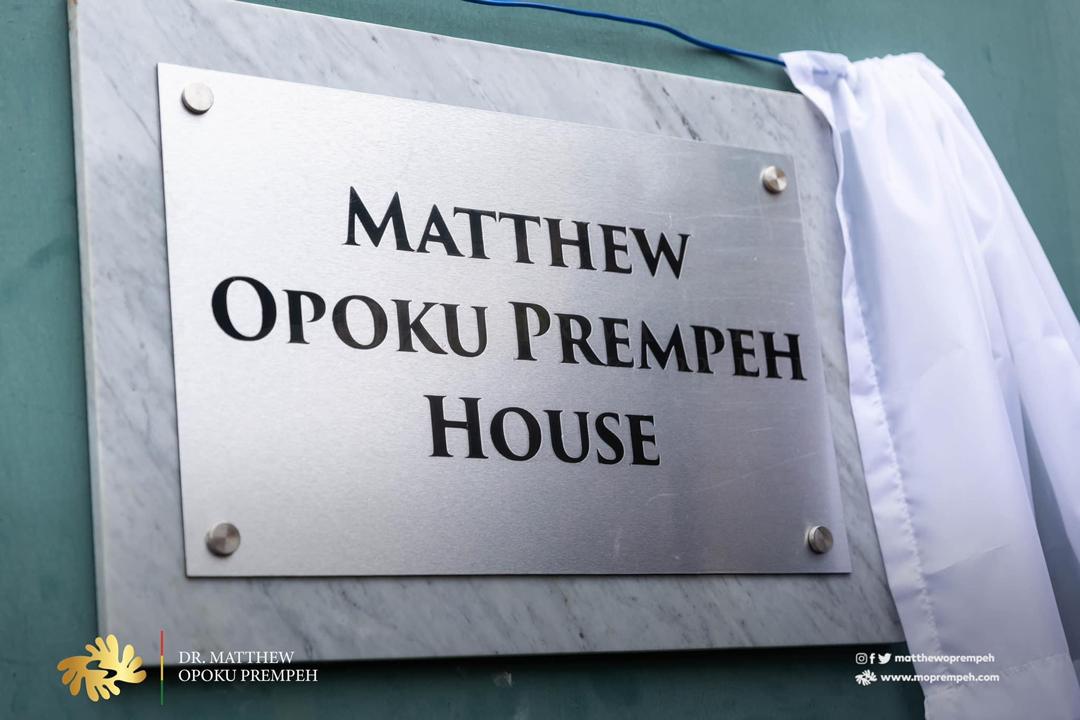 MATTHEW
OPOKU PREMPEH
HOUSE
DR. MATTHEW
OPOKU PREMPEH
matthewoprempeh
www.moprempeh.com